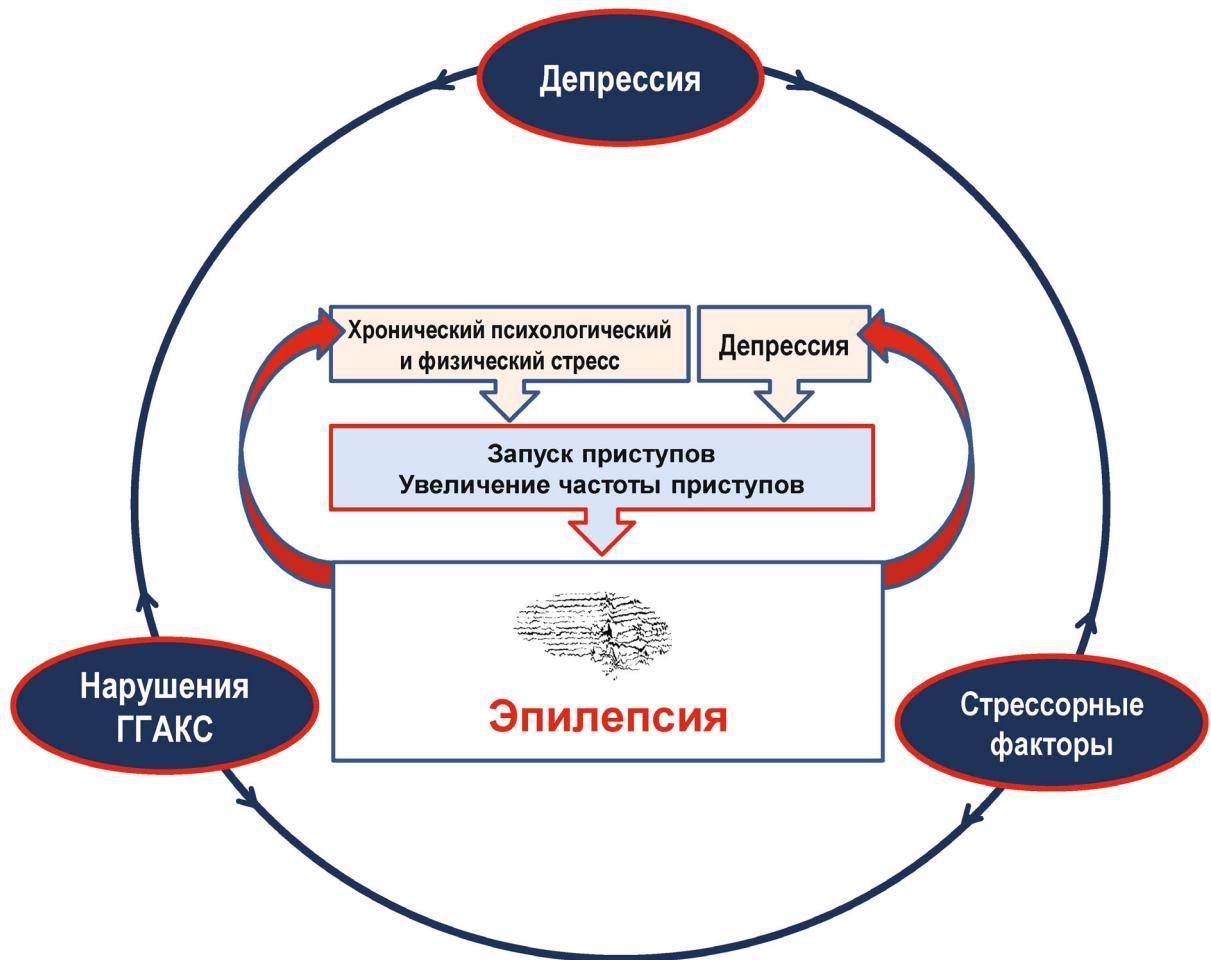 Депрессия
Хронический психологический
и физический стресс
Депрессия
Запуск приступов
Увеличение частоты приступов
Эпилепсия
Нарушения
ГГАКС
Стрессорные
факторы